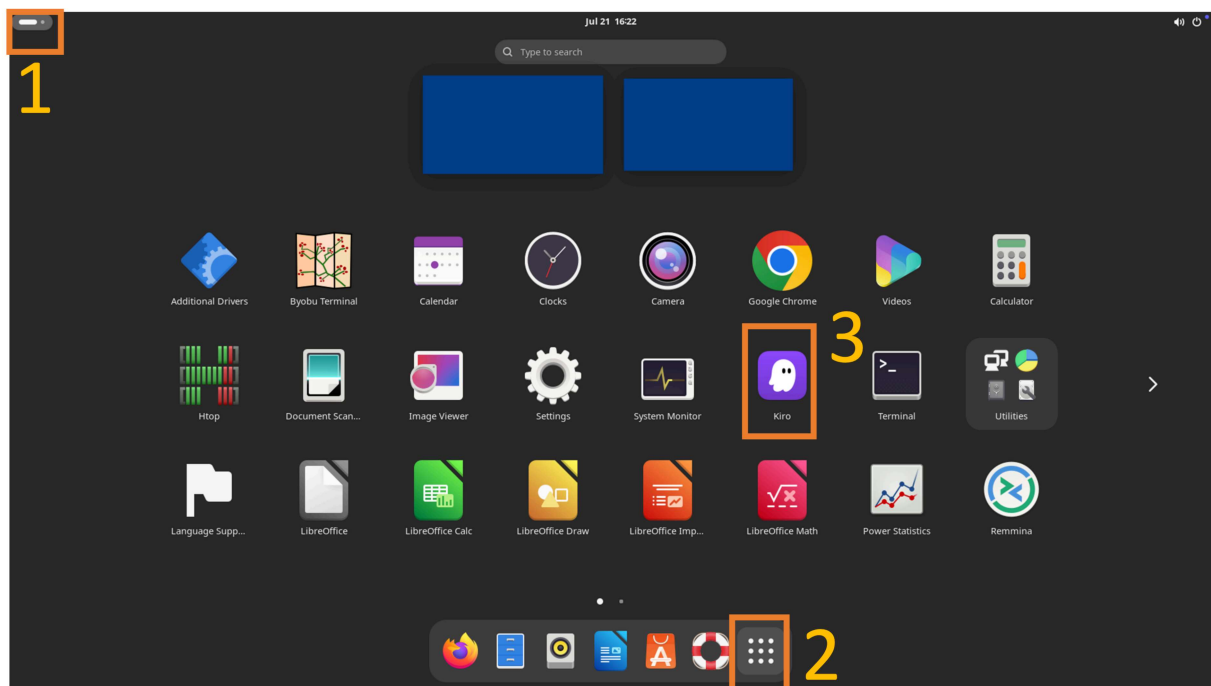 Jul 21 16:22
Type to search
1
Additional Drivers
Byobu Terminal
Calendar
Clocks
Camera
Google Chrome
Videos
Calculator
3
Htop
Document Scan...
Image Viewer
Settings
System Monitor
Kiro
>_
Terminal
Utilities
Language Supp...
LibreOffice
LibreOffice Calc
LibreOffice Draw
LibreOffice Imp...
LibreOffice Math
Power Statistics
Remmina
2